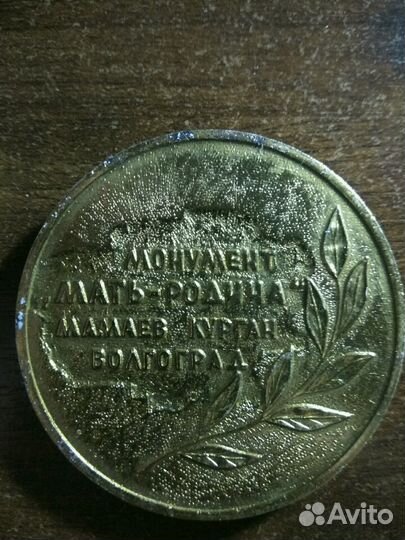 МОНУМЕНТ
„МАТЬ-РОДИНА"
МАМАЕВ КУРГАН
ВОЛГОГРАД
Avito